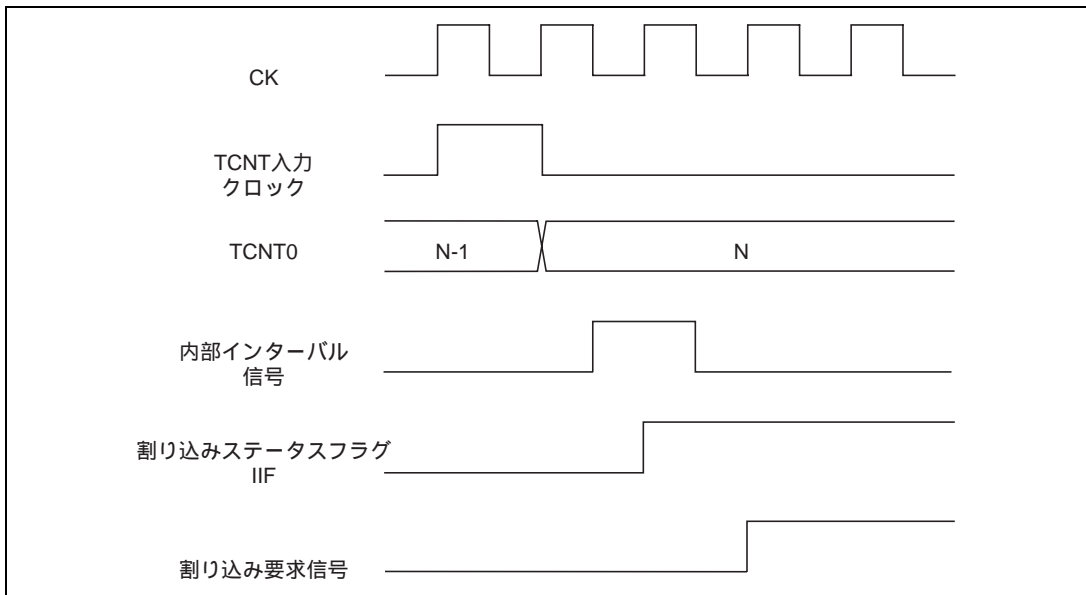 CK
TCNT入力
クロック
TCNT0
N-1
N
内部インターバル
信号
割り込みステータスフラグ
IIF
割り込み要求信号